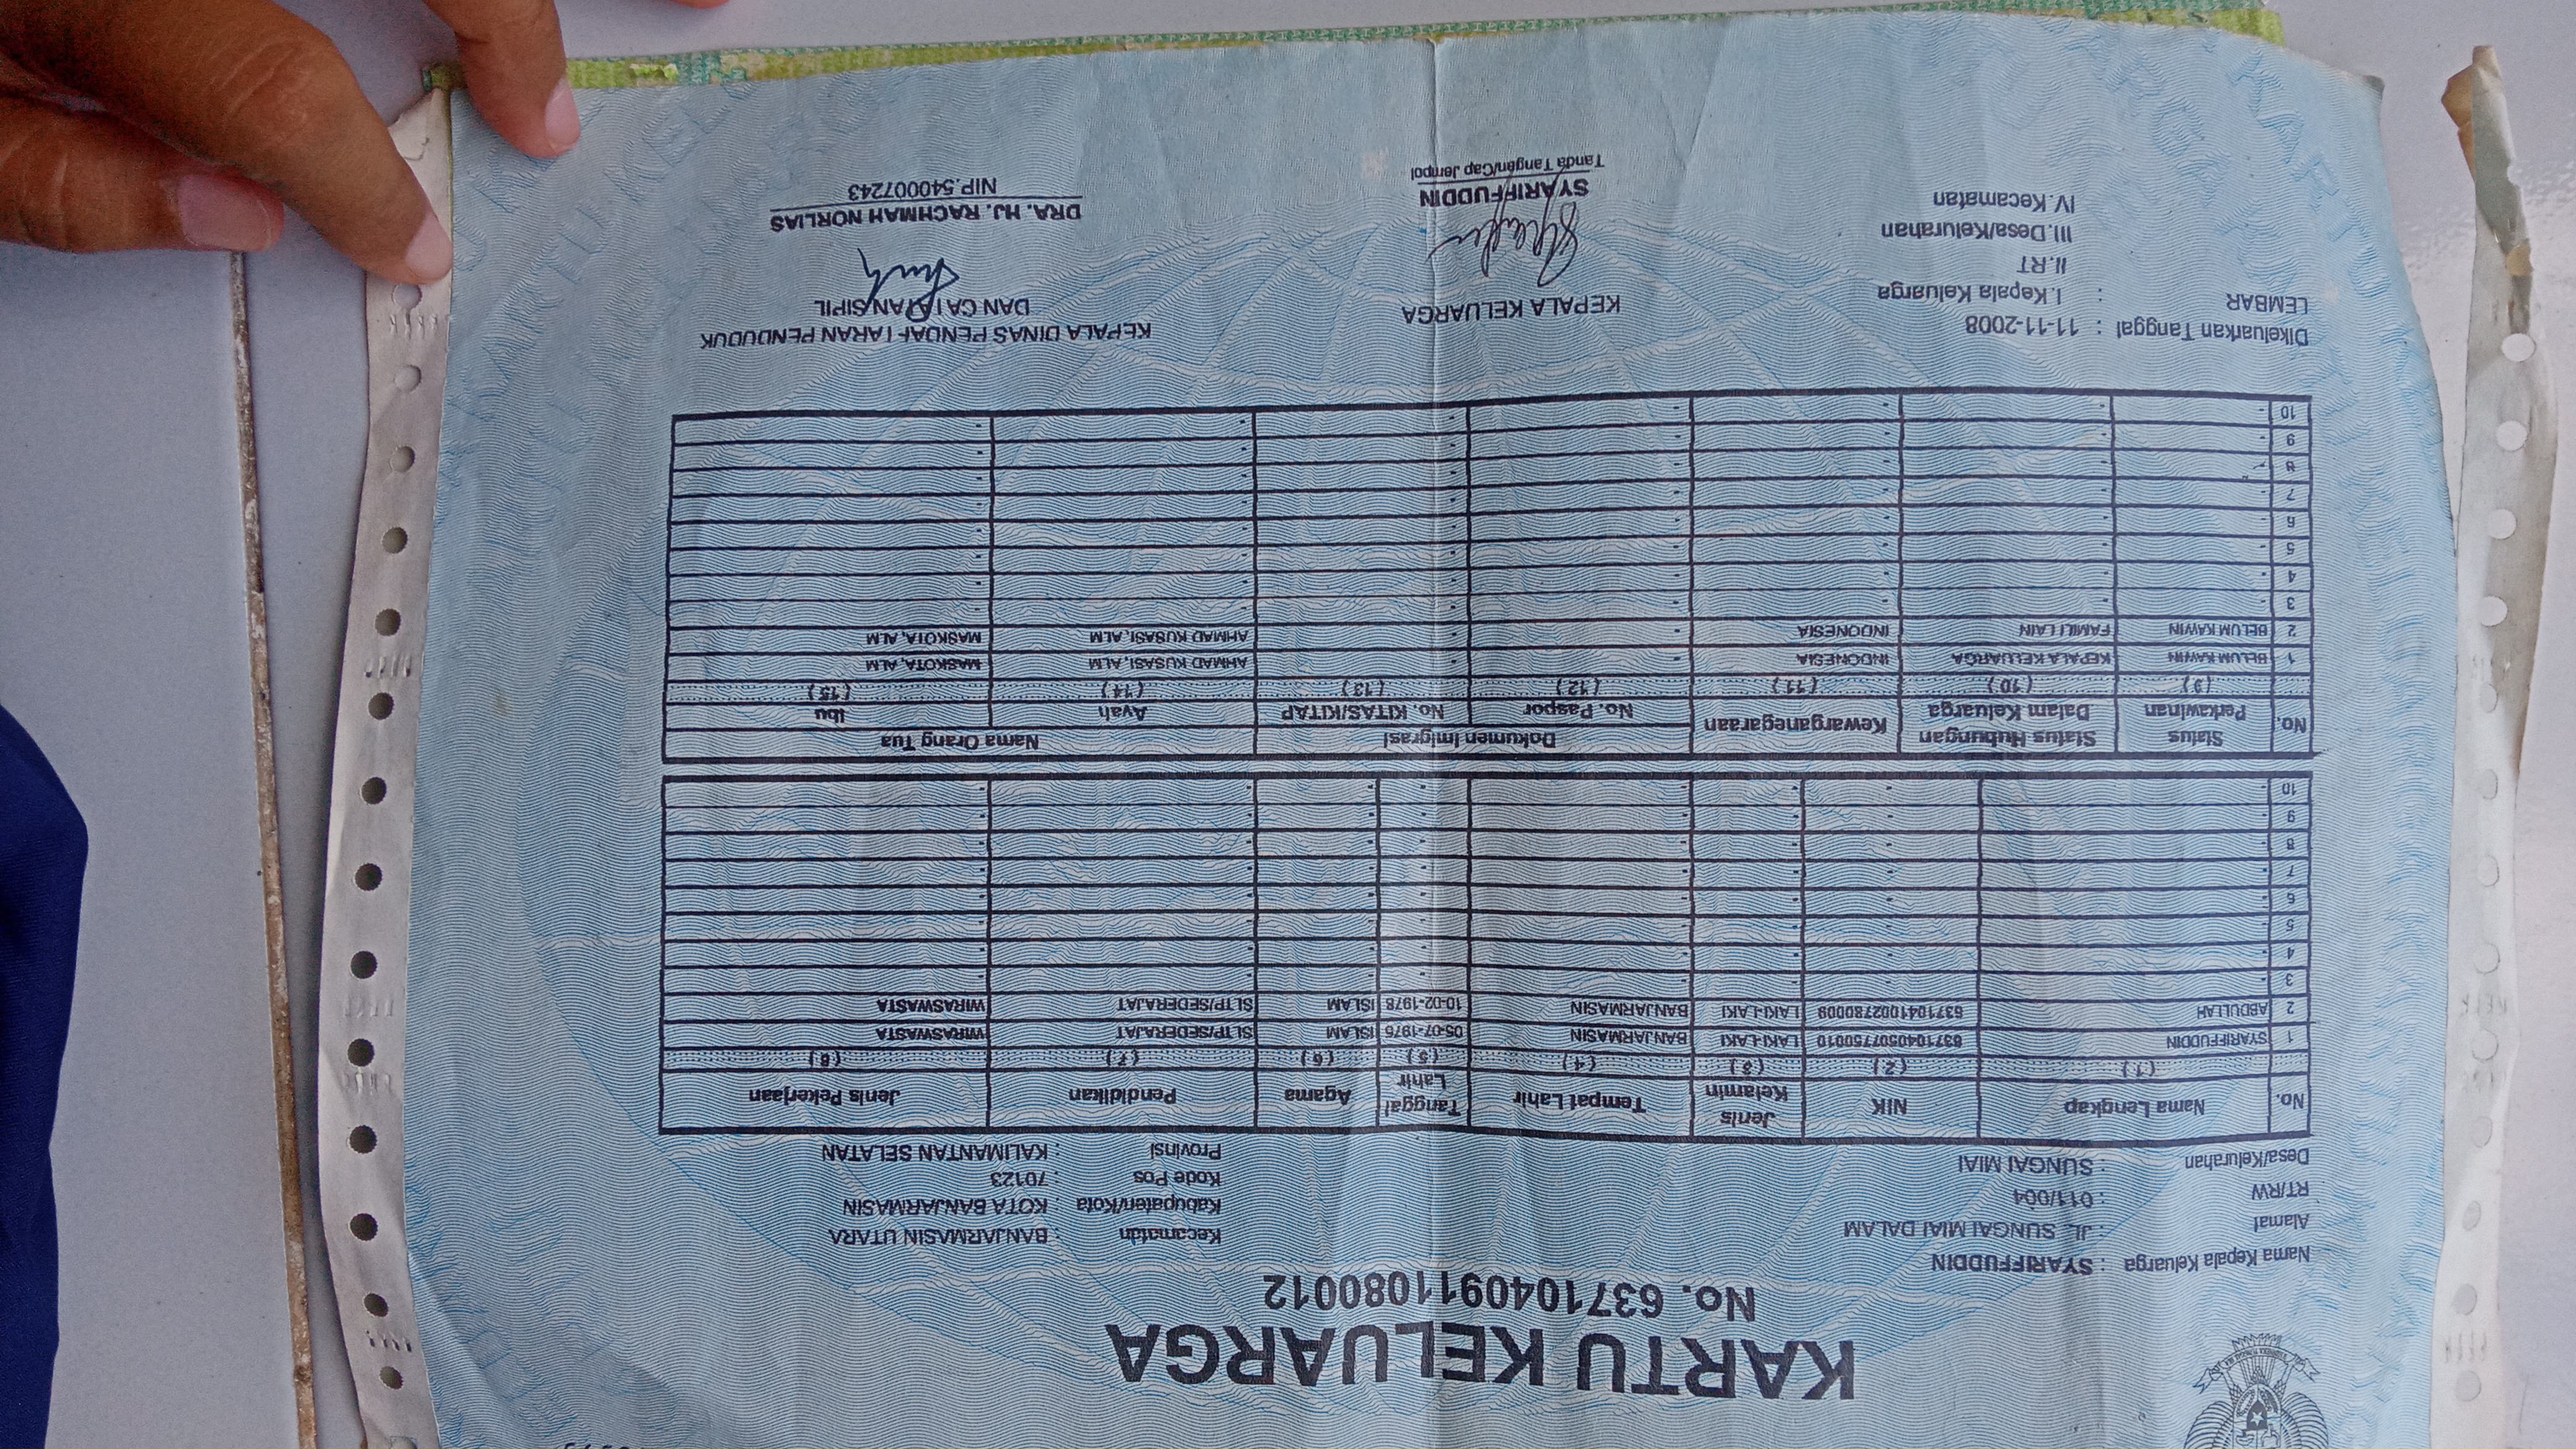 KARTU KELUARGA
No. 6371040911080012
Nama Kepala Keluarga : SYARIFFUDDIN
Alamat : JL. SUNGAI MIAI DALAM
RT/RW : 011/004
Desa/Kelurahan : SUNGAI MIAI
Kecamatan : BANJARMASIN UTARA
Kabupaten/Kota : KOTA BANJARMASIN
Kode Pos : 70123
Provinsi : KALIMANTAN SELATAN
No. Nama Lengkap NIK Jenis Kelamin Tempat Lahir Tanggal Lahir Agama Pendidikan Jenis Pekerjaan
( 1 ) ( 2 ) ( 3 ) ( 4 ) ( 5 ) ( 6 ) ( 7 ) ( 8 )
1 SYARIFFUDDIN 6371040507750010 LAKI-LAKI BANJARMASIN 05-07-1975 ISLAM SLTP/SEDERAJAT WIRASWASTA
2 ABDULLAH 6371041002780009 LAKI-LAKI BANJARMASIN 10-02-1978 ISLAM SLTP/SEDERAJAT WIRASWASTA
3 - - - - - - - -
4 - - - - - - - -
5 - - - - - - - -
6 - - - - - - - -
7 - - - - - - - -
8 - - - - - - - -
9 - - - - - - - -
10 - - - - - - - -
No. Status Perkawinan Status Hubungan Dalam Keluarga Kewarganegaraan Dokumen Imigrasi Nama Orang Tua
No. Paspor No. KITAS/KITAP Ayah Ibu
( 9 ) ( 10 ) ( 11 ) ( 12 ) ( 13 ) ( 14 ) ( 15 )
1 BELUM KAWIN KEPALA KELUARGA INDONESIA - - AHMAD KUSASI, ALM MASKOTA, ALM
2 BELUM KAWIN FAMILI LAIN INDONESIA - - AHMAD KUSASI, ALM MASKOTA, ALM
3 - - - - - - -
4 - - - - - - -
5 - - - - - - -
6 - - - - - - -
7 - - - - - - -
8 - - - - - - -
9 - - - - - - -
10 - - - - - - -
Dikeluarkan Tanggal : 11-11-2008
LEMBAR : I. Kepala Keluarga
II. RT
III. Desa/Kelurahan
IV. Kecamatan
KEPALA KELUARGA
SYARIFFUDDIN
Tanda Tangan/Cap Jempol
KEPALA DINAS PENDAFTARAN PENDUDUK
DAN CATATAN SIPIL
DRA. HJ. RACHMAH NORLIAS
NIP.540007243